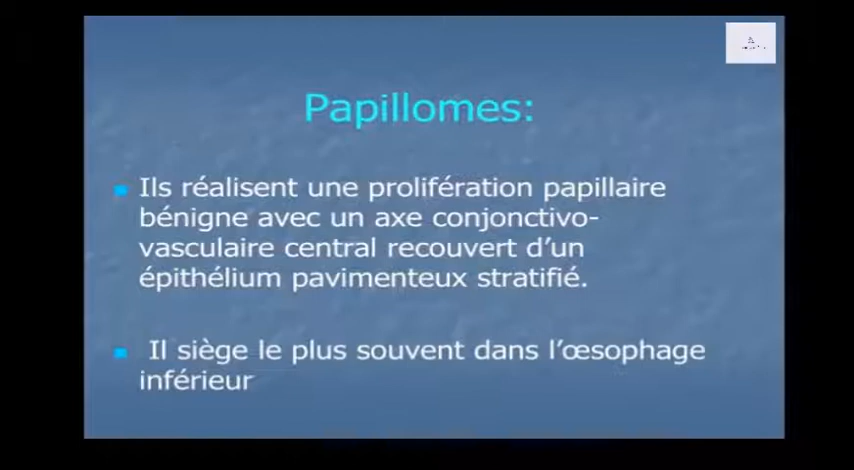 Papillomes:
Ils réalisent une prolifération papillaire
bénigne avec un axe conjonctivo-
vasculaire central recouvert d’un
épithélium pavimenteux stratifié.
Il siège le plus souvent dans l’œsophage
inférieur